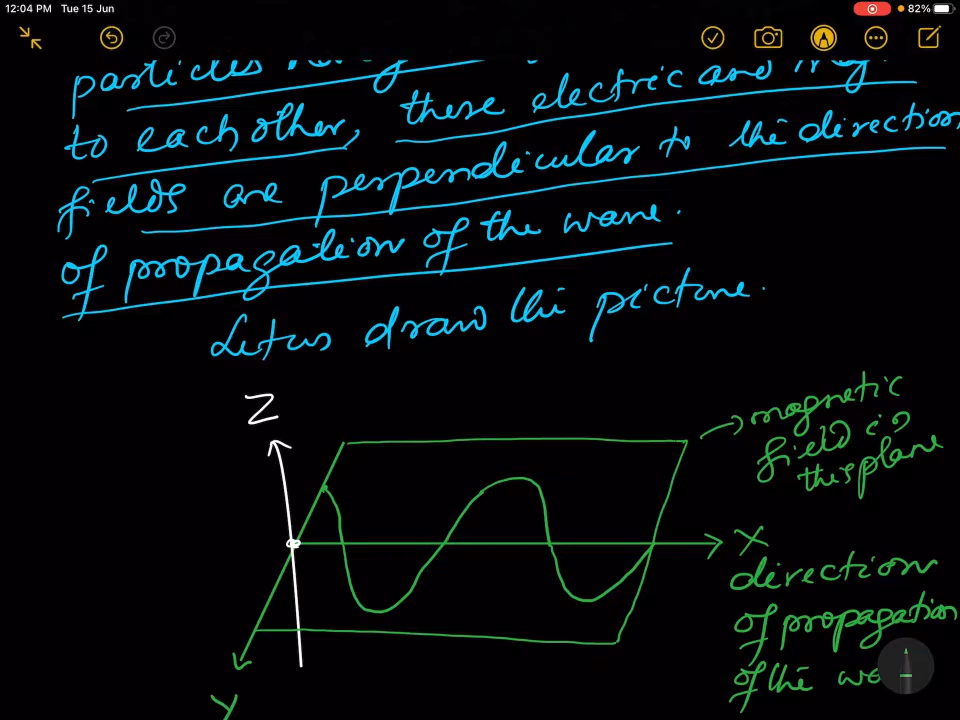 12:04 PM Tue 15 Jun
82%
particles
to each other, these electric and
fields are perpendicular to the direction
of propagation of the wave.
Let us draw the picture.
Z
magnetic
field is
this plane
X
direction
of propagation
of the
Y